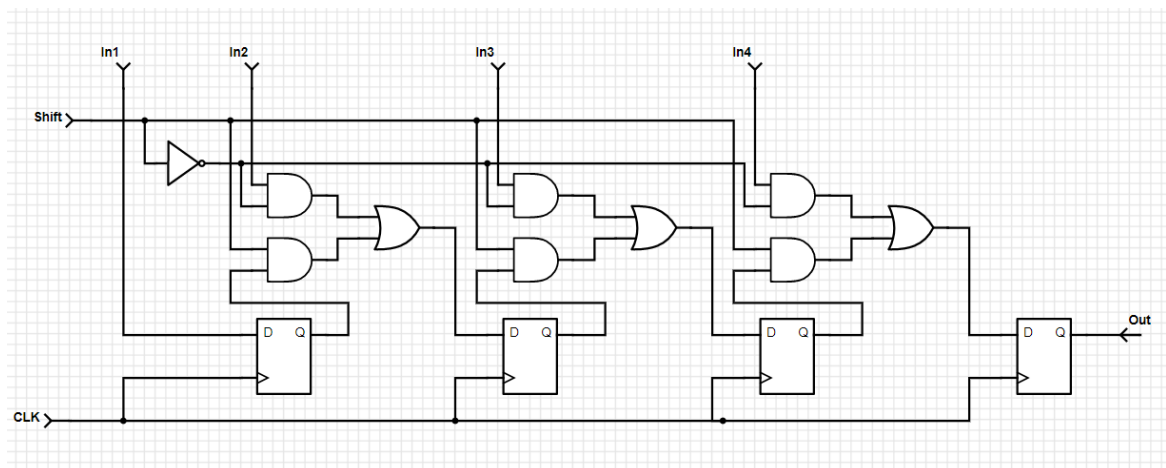 In1
In2
In3
In4
Shift
D Q
D Q
D Q
D Q
Out
CLK